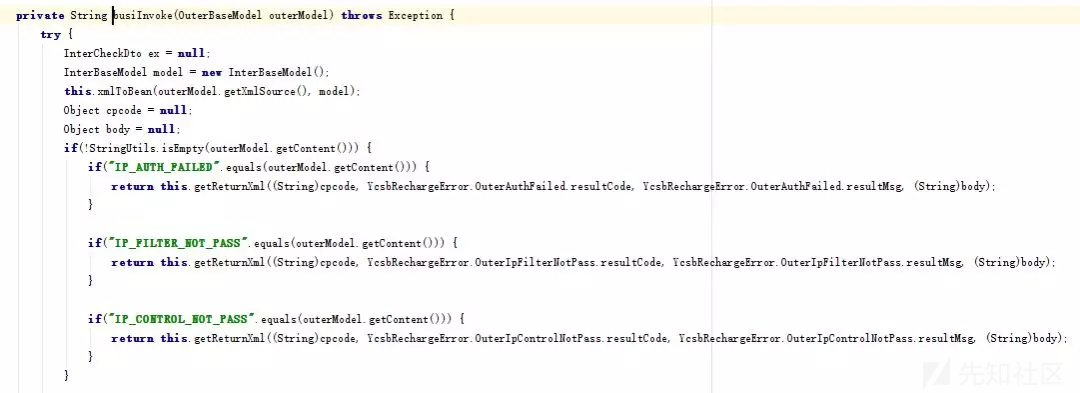 private String busiInvoke(OuterBaseModel outerModel) throws Exception {
try {
InterCheckDto ex = null;
InterBaseModel model = new InterBaseModel();
this.xmlToBean(outerModel.getXmlSource(), model);
Object cpcode = null;
Object body = null;
if(!StringUtils.isEmpty(outerModel.getContent())) {
if("IP_AUTH_FAILED".equals(outerModel.getContent())) {
return this.getReturnXml((String)cpcode, YcsbRechargeError.OuterAuthFailed.resultCode, YcsbRechargeError.OuterAuthFailed.resultMsg, (String)body);
}
if("IP_FILTER_NOT_PASS".equals(outerModel.getContent())) {
return this.getReturnXml((String)cpcode, YcsbRechargeError.OuterIpFilterNotPass.resultCode, YcsbRechargeError.OuterIpFilterNotPass.resultMsg, (String)body);
}
if("IP_CONTROL_NOT_PASS".equals(outerModel.getContent())) {
return this.getReturnXml((String)cpcode, YcsbRechargeError.OuterIpControlNotPass.resultCode, YcsbRechargeError.OuterIpControlNotPass.resultMsg, (String)body);
}
}
先知社区